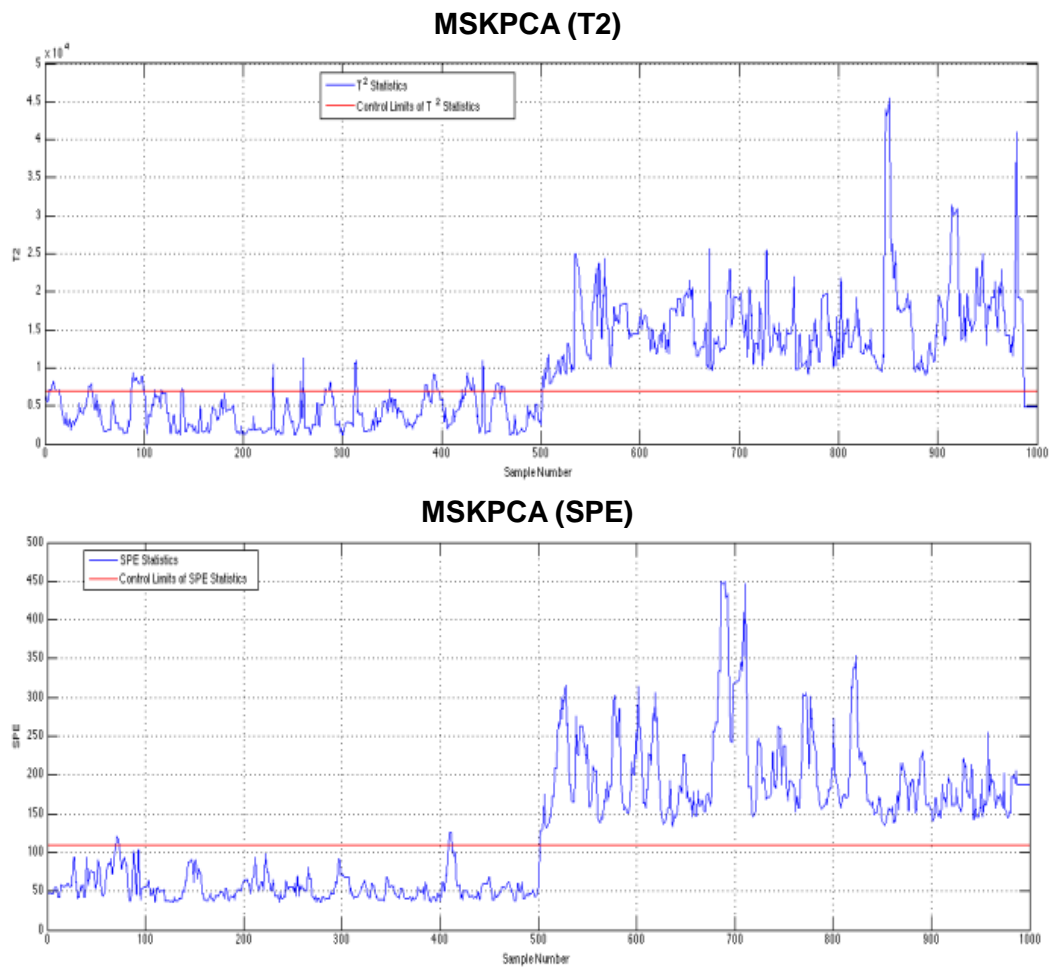 MSKPCA (T2)
x 10^4
T^2 Statistics
Control Limits of T^2 Statistics
5
4.5
4
3.5
3
2.5
2
1.5
1
0.5
0
T2
0 100 200 300 400 500 600 700 800 900 1000
Sample Number
MSKPCA (SPE)
SPE Statistics
Control Limits of SPE Statistics
500
450
400
350
300
250
200
150
100
50
0
SPE
0 100 200 300 400 500 600 700 800 900 1000
Sample Number